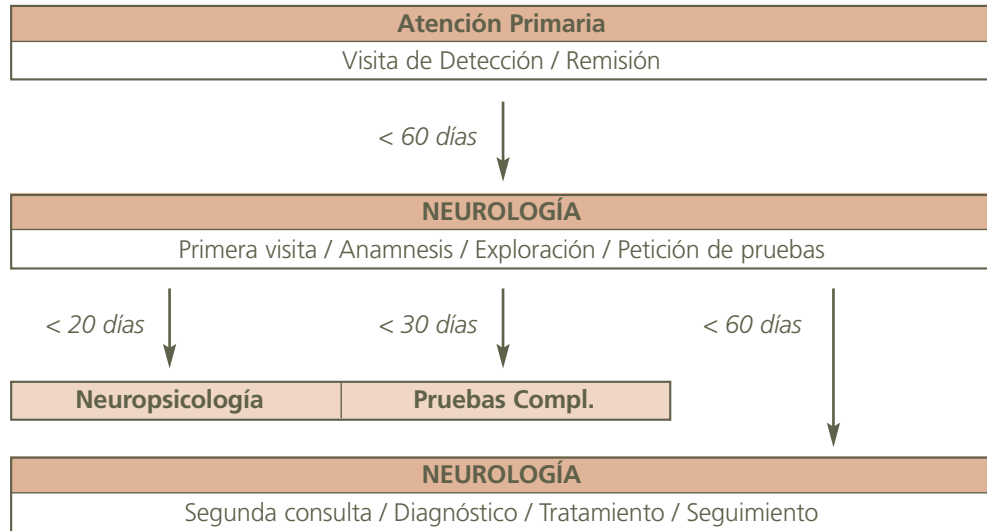 Atención Primaria
Visita de Detección / Remisión
< 60 días
NEUROLOGÍA
Primera visita / Anamnesis / Exploración / Petición de pruebas
< 20 días
< 30 días
< 60 días
Neuropsicología
Pruebas Compl.
NEUROLOGÍA
Segunda consulta / Diagnóstico / Tratamiento / Seguimiento